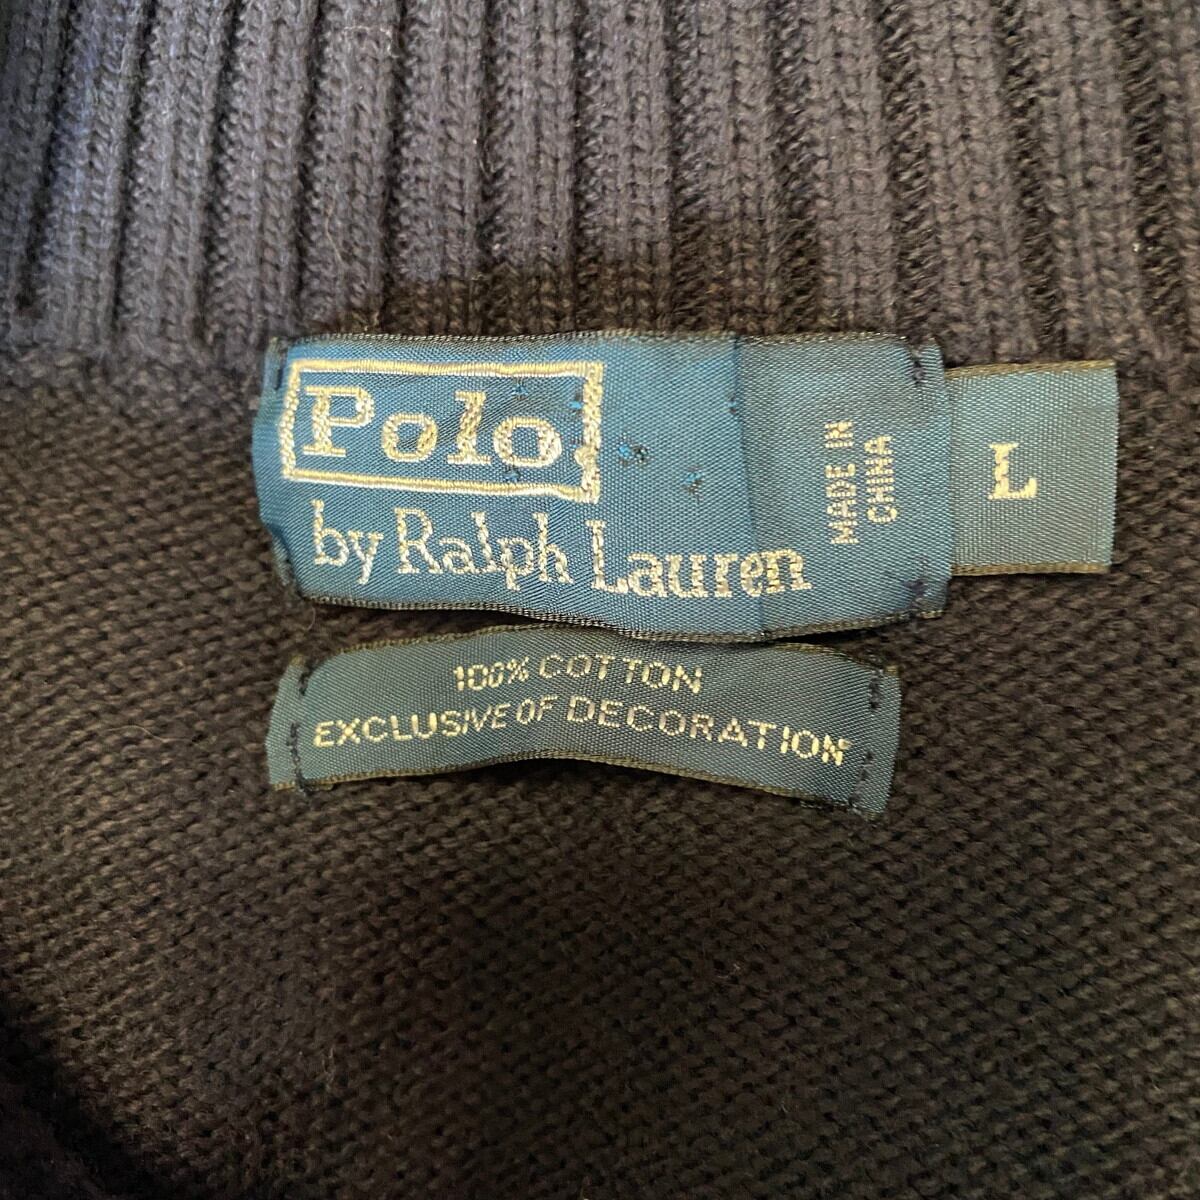 Polo
by Ralph Lauren
MADE IN
CHINA
L
100% COTTON
EXCLUSIVE OF DECORATION